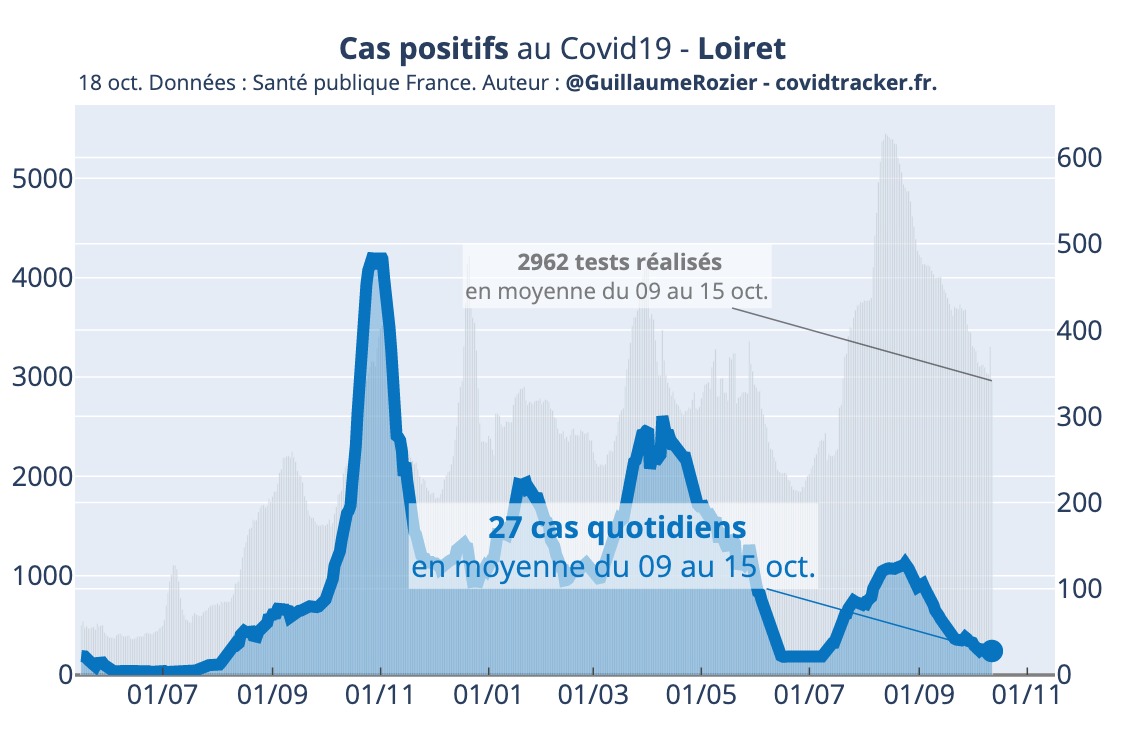 Cas positifs au Covid19 - Loiret
18 oct. Données : Santé publique France. Auteur : @GuillaumeRozier - covidtracker.fr.
600
5000
500
2962 tests réalisés
en moyenne du 09 au 15 oct.
4000
400
3000
300
2000
200
27 cas quotidiens
en moyenne du 09 au 15 oct.
1000
100
0
0
01/07 01/09 01/11 01/01 01/03 01/05 01/07 01/09 01/11